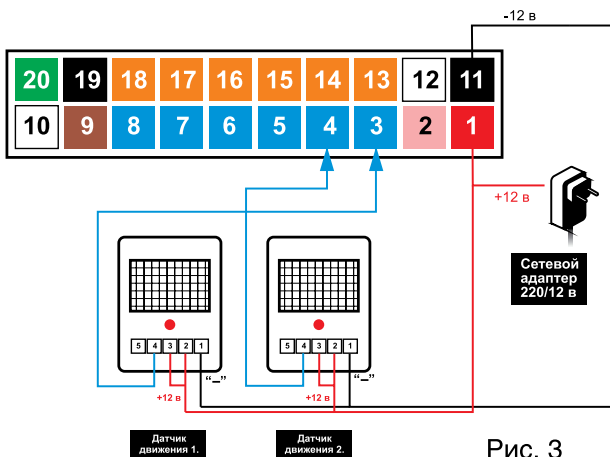 -12 в
20 19 18 17 16 15 14 13 12 11
10 9 8 7 6 5 4 3 2 1
+12 в
Сетевой
адаптер
220/12 в
5 4 3 2 1
5 4 3 2 1
“–”
“–”
+12 в
+12 в
Датчик
движения 1.
Датчик
движения 2.
Рис. 3